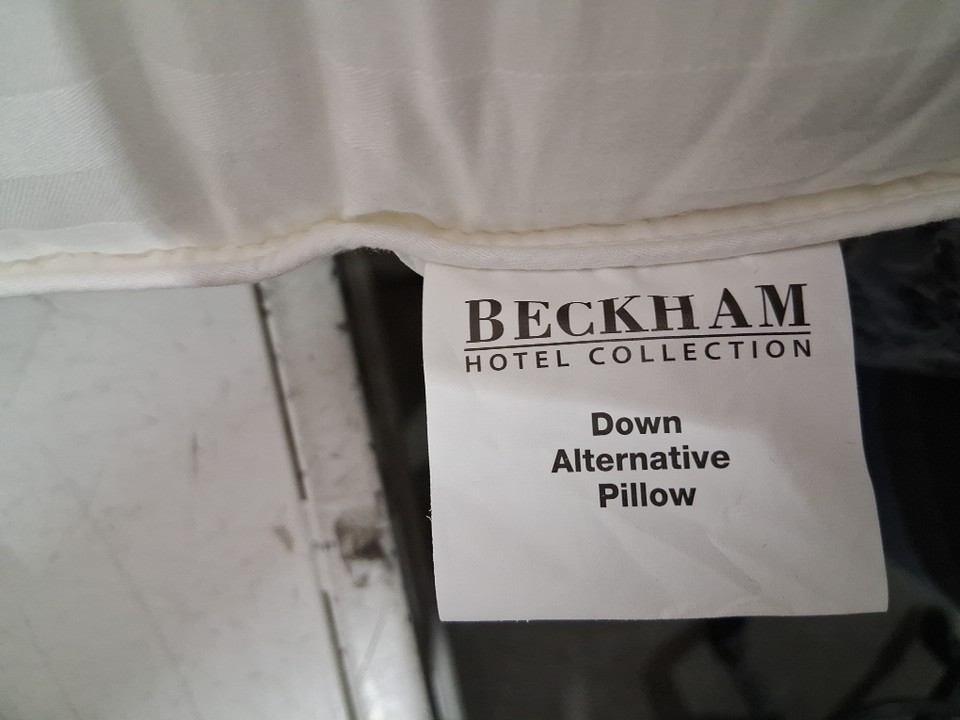 BECKHAM
HOTEL COLLECTION
Down
Alternative
Pillow